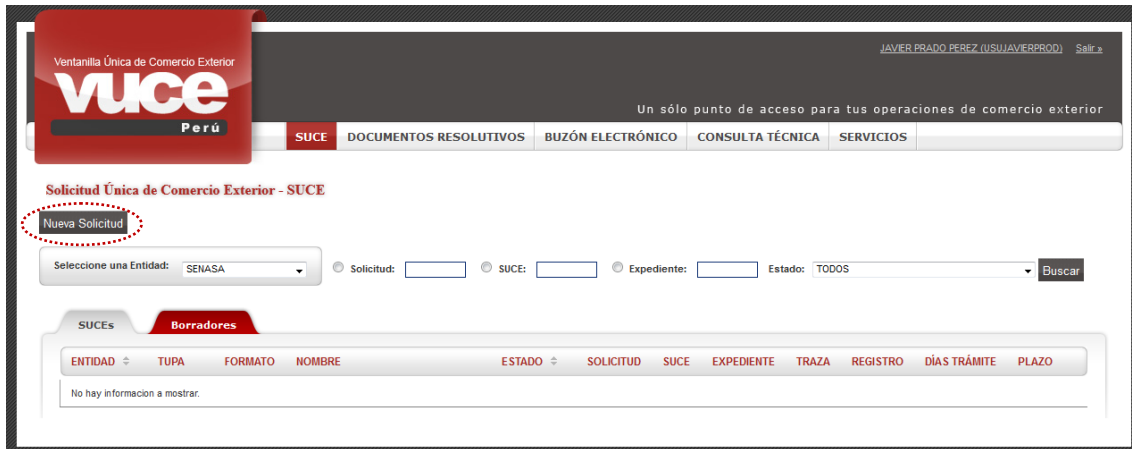 JAVIER PRADO PEREZ (USUJAVIERPROD) Salir »
Ventanilla Única de Comercio Exterior
vuce
Perú
Un sólo punto de acceso para tus operaciones de comercio exterior
SUCE DOCUMENTOS RESOLUTIVOS BUZÓN ELECTRÓNICO CONSULTA TÉCNICA SERVICIOS
Solicitud Única de Comercio Exterior - SUCE
Nueva Solicitud
Seleccione una Entidad: SENASA Solicitud: SUCE: Expediente: Estado: TODOS Buscar
SUCEs Borradores
ENTIDAD TUPA FORMATO NOMBRE ESTADO SOLICITUD SUCE EXPEDIENTE TRAZA REGISTRO DÍAS TRÁMITE PLAZO
No hay informacion a mostrar.